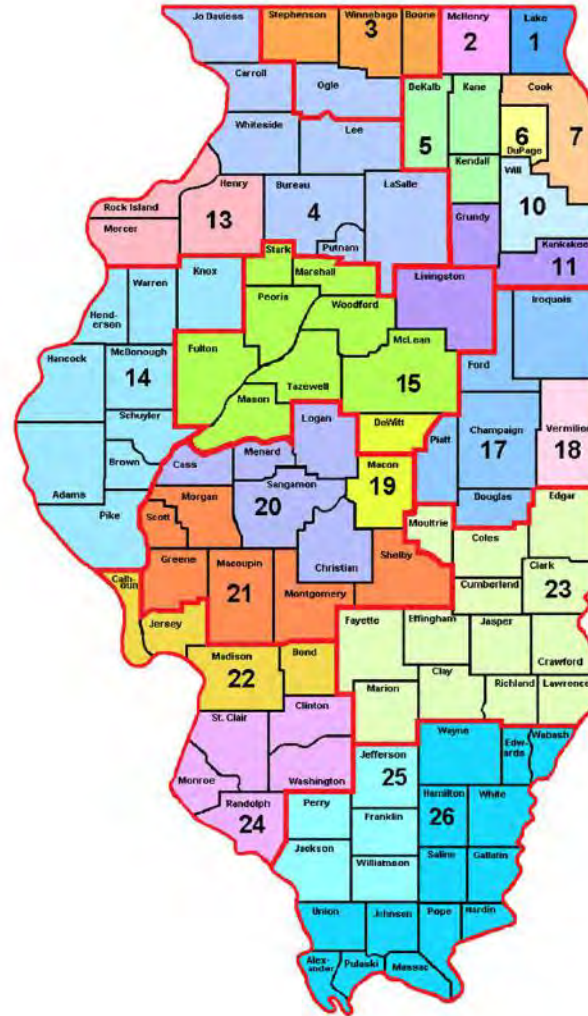 Jo Daviess
Stephenson
Winnebago
Boone
McHenry
Lake
3
2
1
Carroll
Ogle
DeKalb
Kane
Cook
Whiteside
Lee
5
6
7
DuPage
Kendall
Will
Henry
Bureau
LaSalle
10
Rock Island
13
4
Grundy
Mercer
Putnam
Kankakee
11
Stark
Marshall
Knox
Warren
Peoria
Woodford
Livingston
Iroquois
Hend-
erson
Hancock
McDonough
Fulton
McLean
Ford
14
Mason
Tazewell
15
Schuyler
Logan
DeWitt
Champaign
Vermilion
Brown
Cass
Menard
Piatt
17
18
Adams
Macon
Sangamon
19
Douglas
Edgar
Pike
Morgan
20
Scott
Moultrie
Coles
Greene
Macoupin
Christian
Shelby
Clark
Cal-
houn
21
Montgomery
Cumberland
23
Jersey
Fayette
Effingham
Jasper
Madison
Bond
Crawford
22
Clay
Marion
Richland
Lawrence
Clinton
St. Clair
Wayne
Edw-
ards
Wabash
Jefferson
Monroe
Washington
25
Hamilton
White
Randolph
Perry
26
24
Franklin
Jackson
Williamson
Saline
Gallatin
Union
Johnson
Pope
Hardin
Alex-
ander
Pulaski
Massac